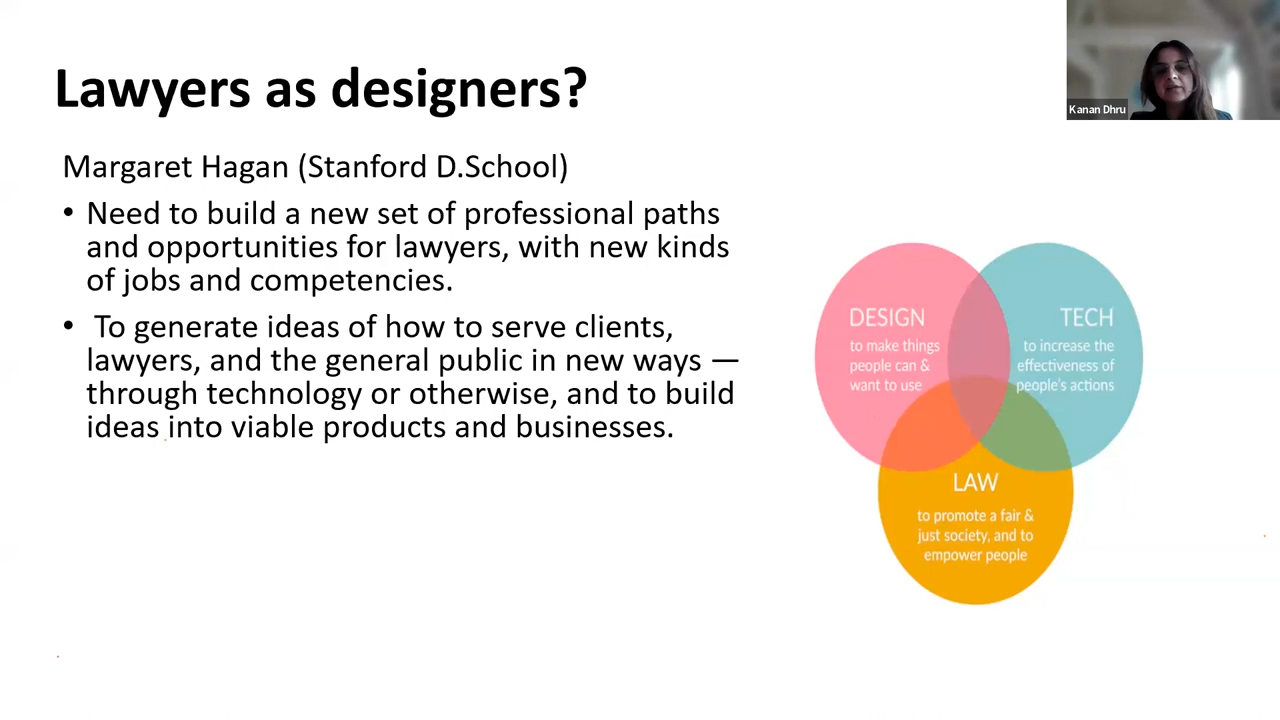 Lawyers as designers?
Kanan Dhru
Margaret Hagan (Stanford D.School)
• Need to build a new set of professional paths
and opportunities for lawyers, with new kinds
of jobs and competencies.
• To generate ideas of how to serve clients,
lawyers, and the general public in new ways —
through technology or otherwise, and to build
ideas into viable products and businesses.
DESIGN
to make things
people can &
want to use
TECH
to increase the
effectiveness of
people's actions
LAW
to promote a fair &
just society, and to
empower people